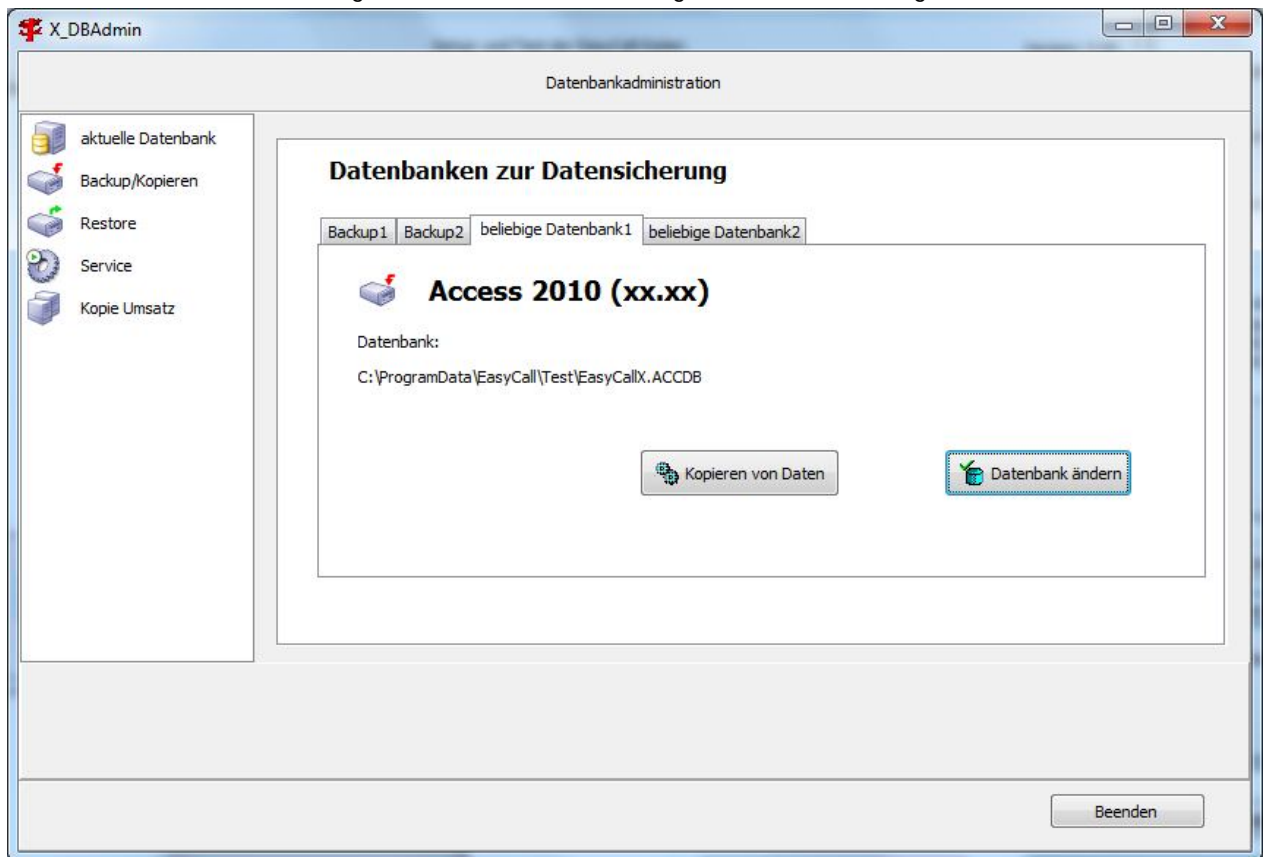 X_DBAdmin
Datenbankadministration
aktuelle Datenbank
Backup/Kopieren
Restore
Service
Kopie Umsatz
Datenbanken zur Datensicherung
Backup1 Backup2 beliebige Datenbank1 beliebige Datenbank2
Access 2010 (xx.xx)
Datenbank:
C:\ProgramData\EasyCall\Test\EasyCallX.ACCDB
Kopieren von Daten Datenbank ändern
Beenden